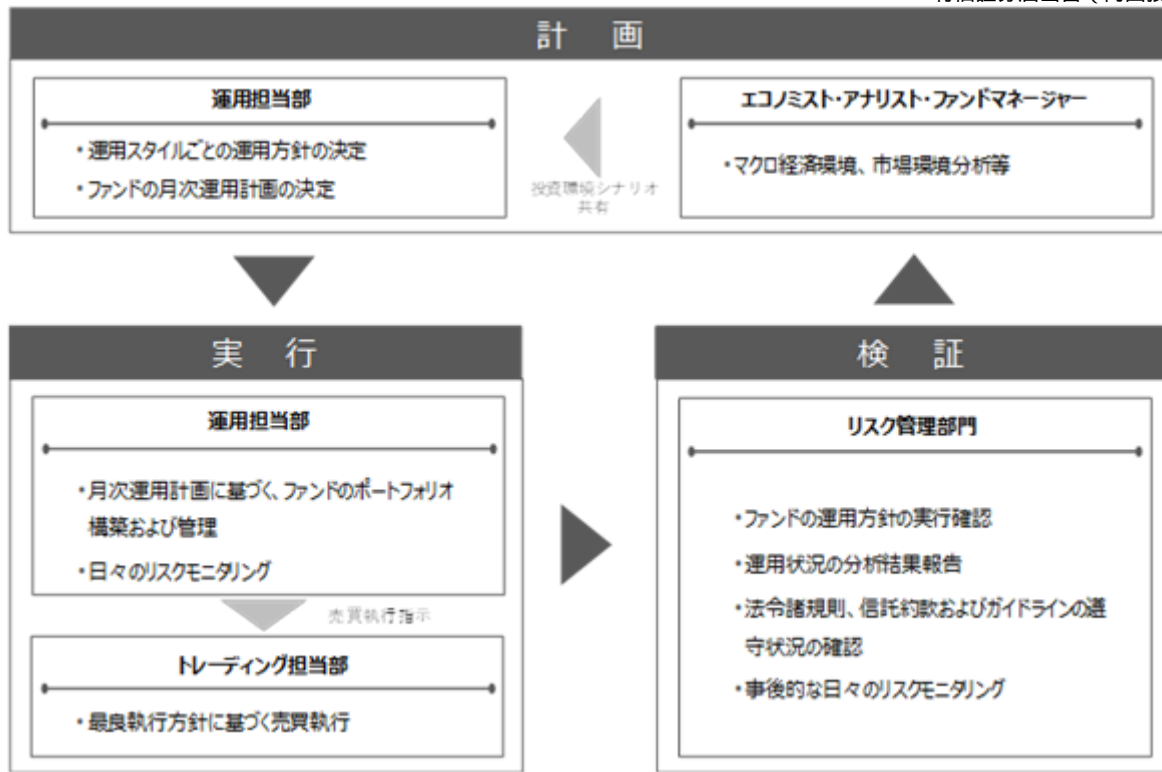 計 画
運用担当部
・運用スタイルごとの運用方針の決定
・ファンドの月次運用計画の決定
投資環境シナリオ
共有
エコノミスト・アナリスト・ファンドマネージャー
・マクロ経済環境、市場環境分析等
実 行
運用担当部
・月次運用計画に基づく、ファンドのポートフォリオ
構築および管理
・日々のリスクモニタリング
売買執行指示
トレーディング担当部
・最良執行方針に基づく売買執行
検 証
リスク管理部門
・ファンドの運用方針の実行確認
・運用状況の分析結果報告
・法令諸規則、信託約款およびガイドラインの遵
守状況の確認
・事後的な日々のリスクモニタリング